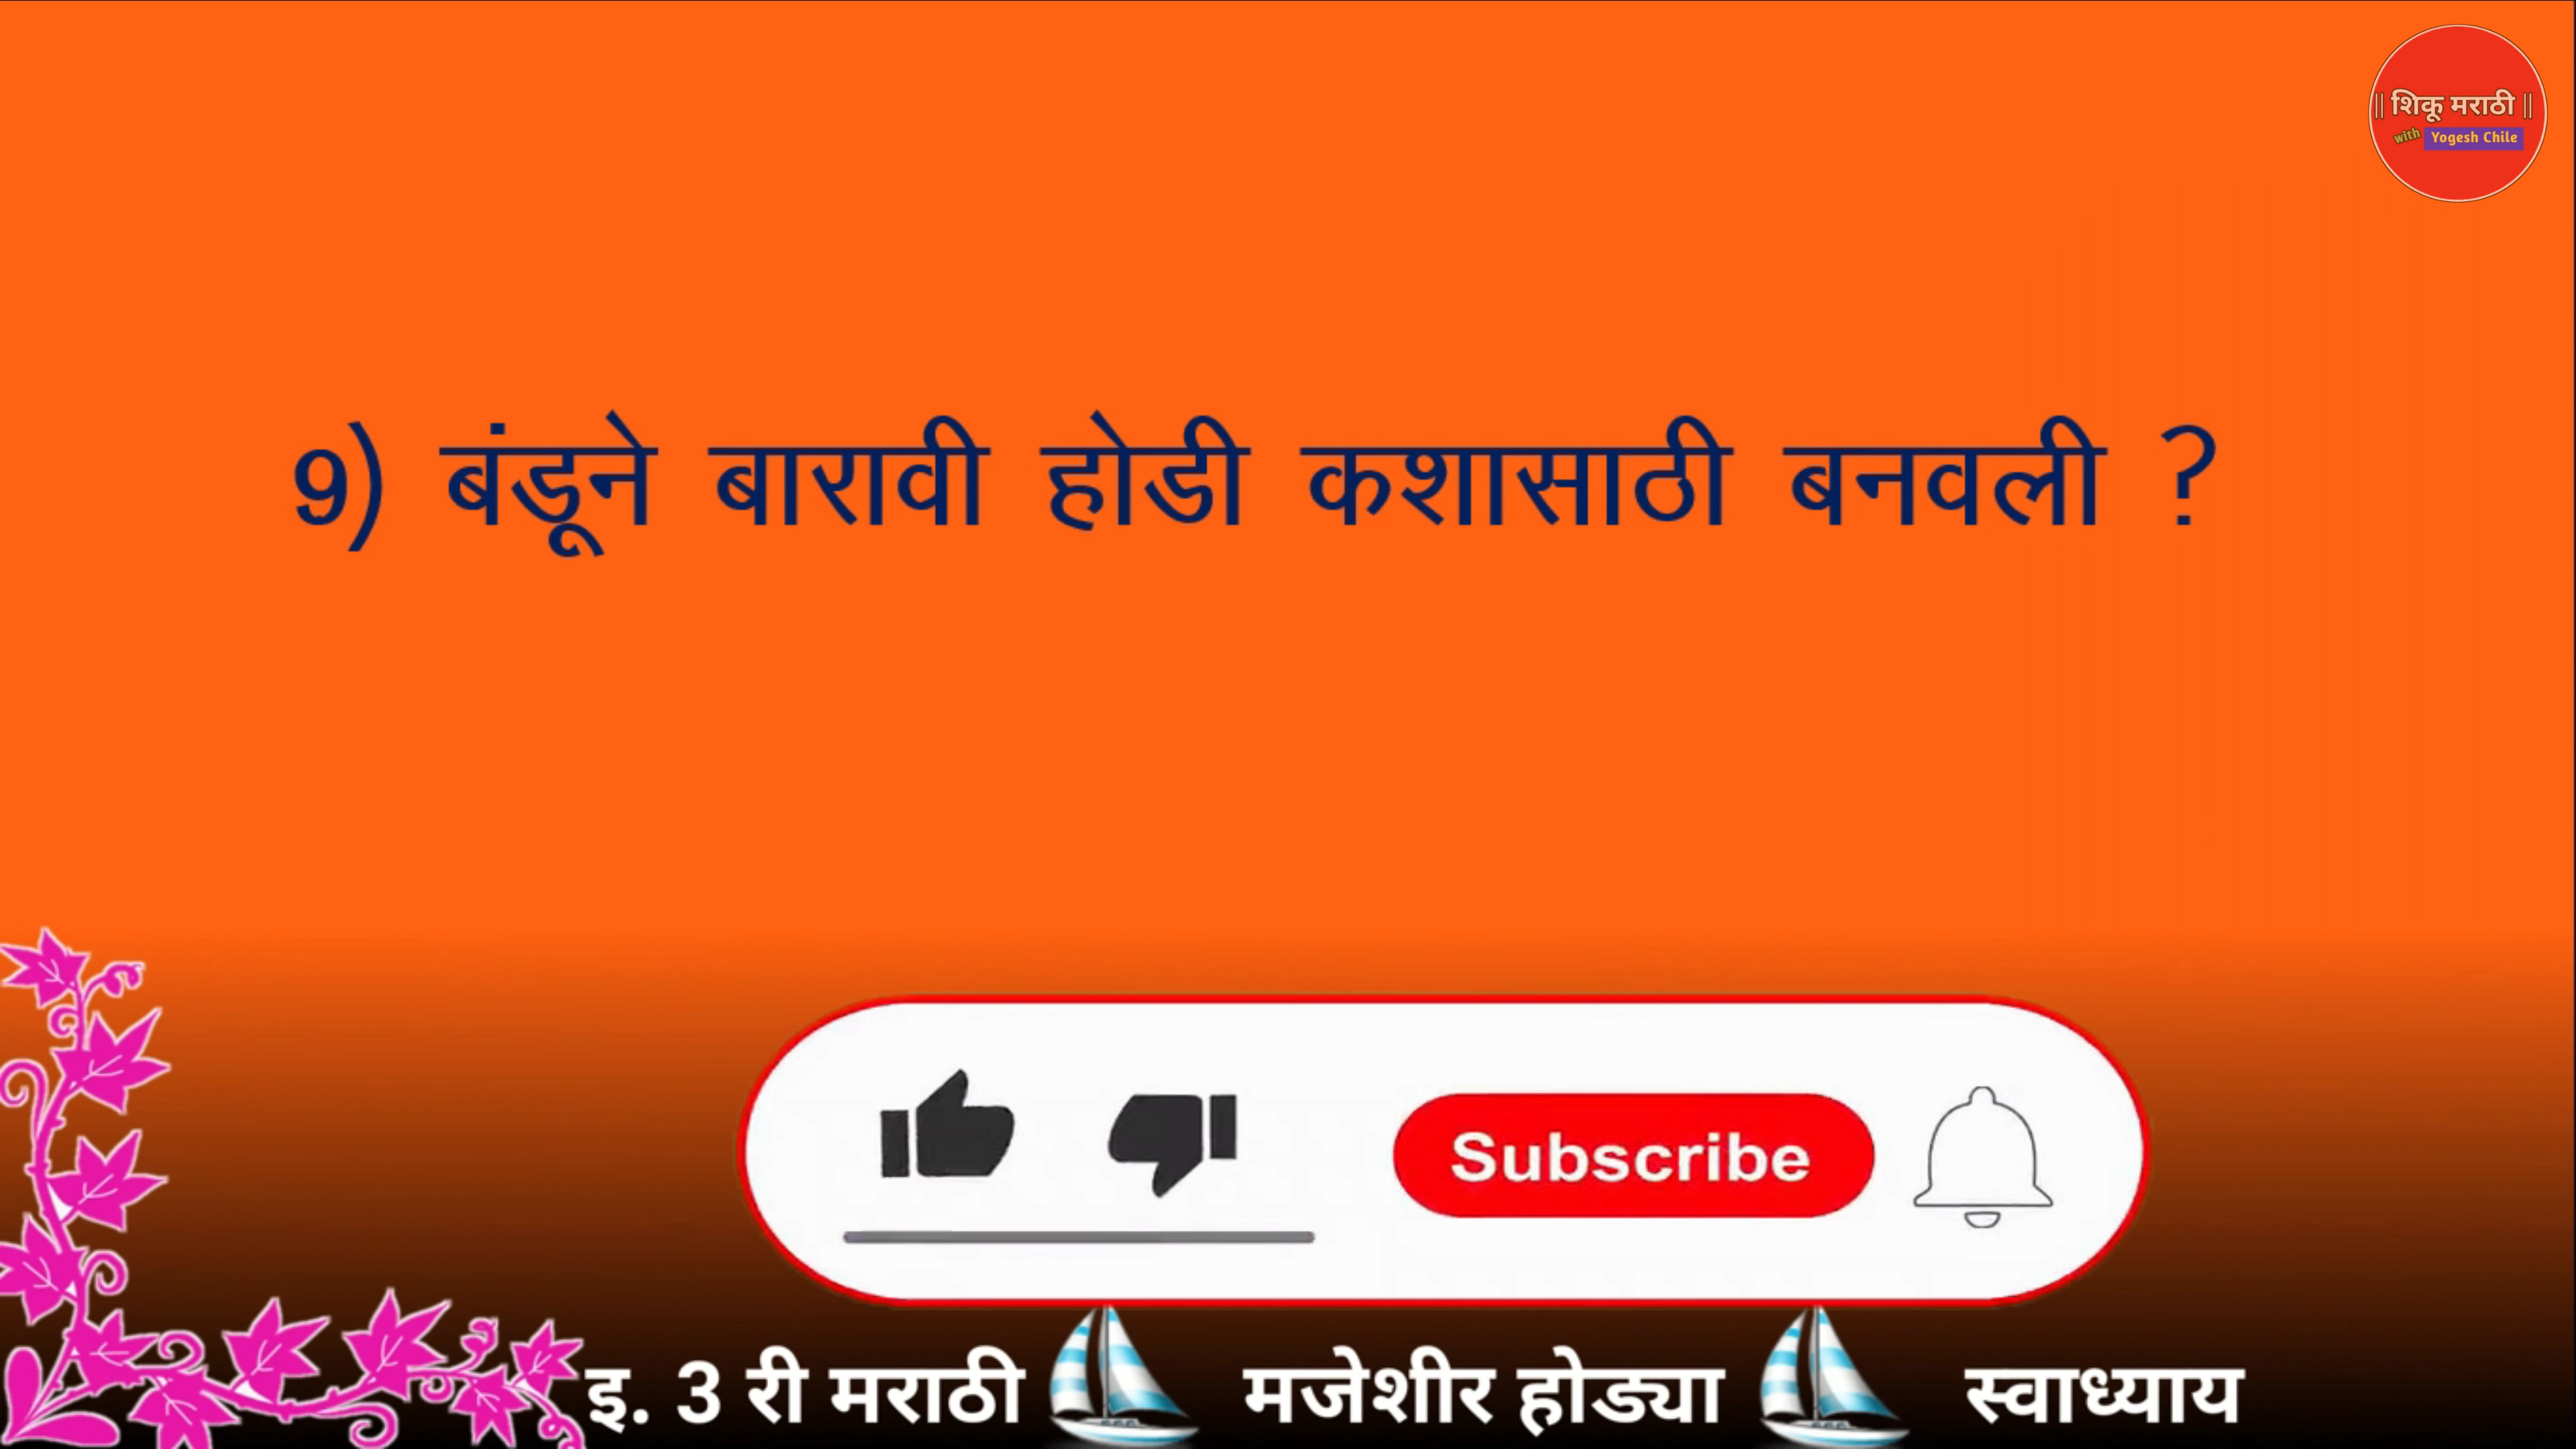 || शिकू मराठी ||
with Yogesh Chile
9) बंडूने बारावी होडी कशासाठी बनवली ?
Subscribe
इ. 3 री मराठी मजेशीर होड्या स्वाध्याय